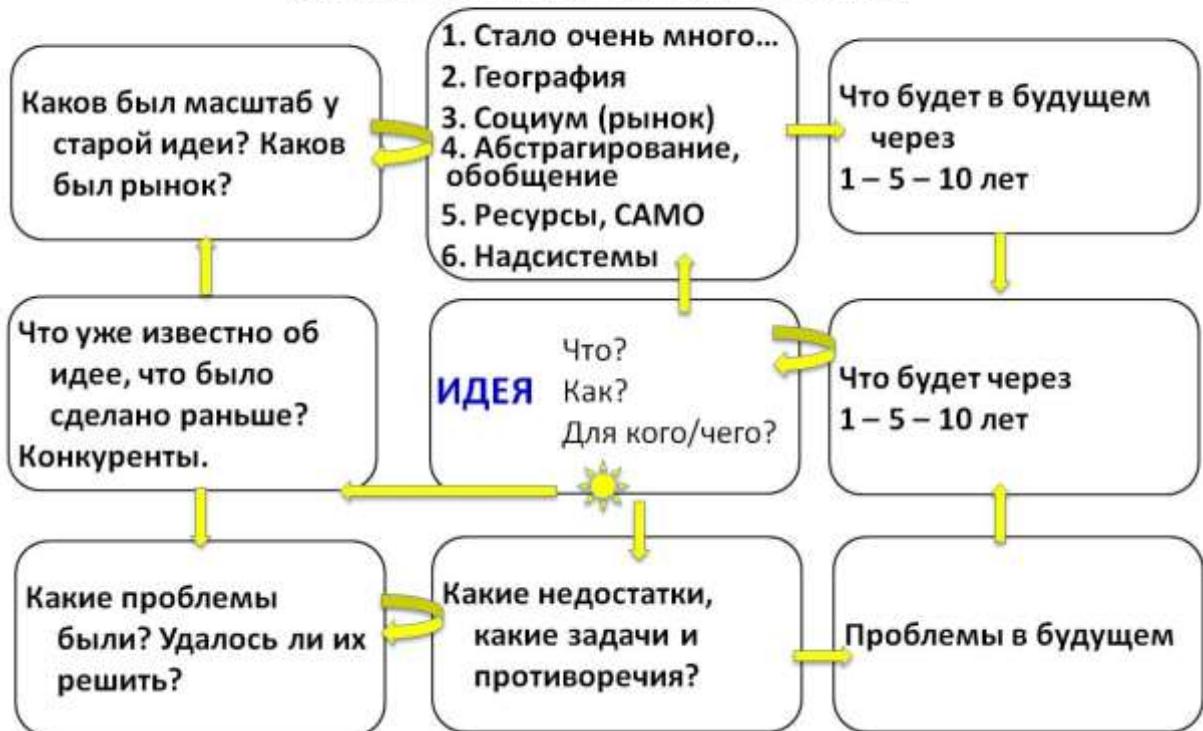 Каков был масштаб у
старой идеи? Каков
был рынок?
1. Стало очень много…
2. География
3. Социум (рынок)
4. Абстрагирование,
обобщение
5. Ресурсы, САМО
6. Надсистемы
Что будет в будущем
через
1 – 5 – 10 лет
Что уже известно об
идее, что было
сделано раньше?
Конкуренты.
ИДЕЯ
Что?
Как?
Для кого/чего?
Что будет через
1 – 5 – 10 лет
Какие проблемы
были? Удалось ли их
решить?
Какие недостатки,
какие задачи и
противоречия?
Проблемы в будущем